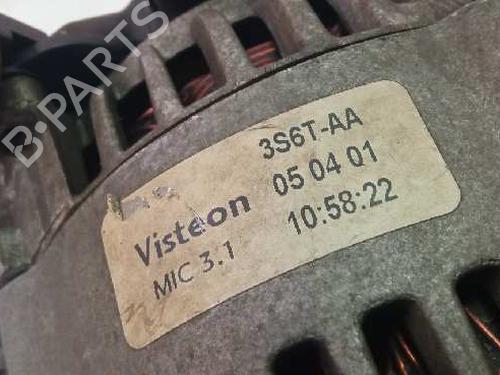 B-PARTS
3S6T-AA
Visteon 05 04 01
MIC 3.1 10:58:22